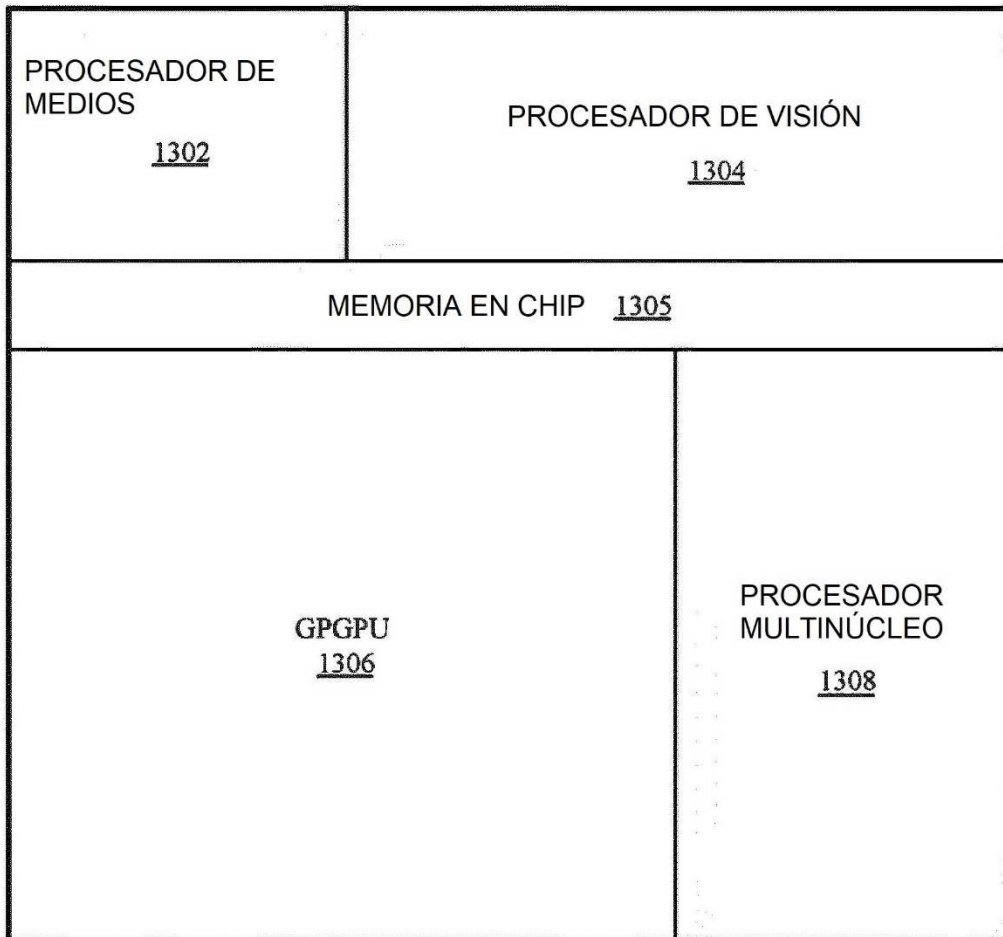 PROCESADOR DE
MEDIOS
1302
PROCESADOR DE VISIÓN
1304
MEMORIA EN CHIP 1305
GPGPU
1306
PROCESADOR
MULTINÚCLEO
1308